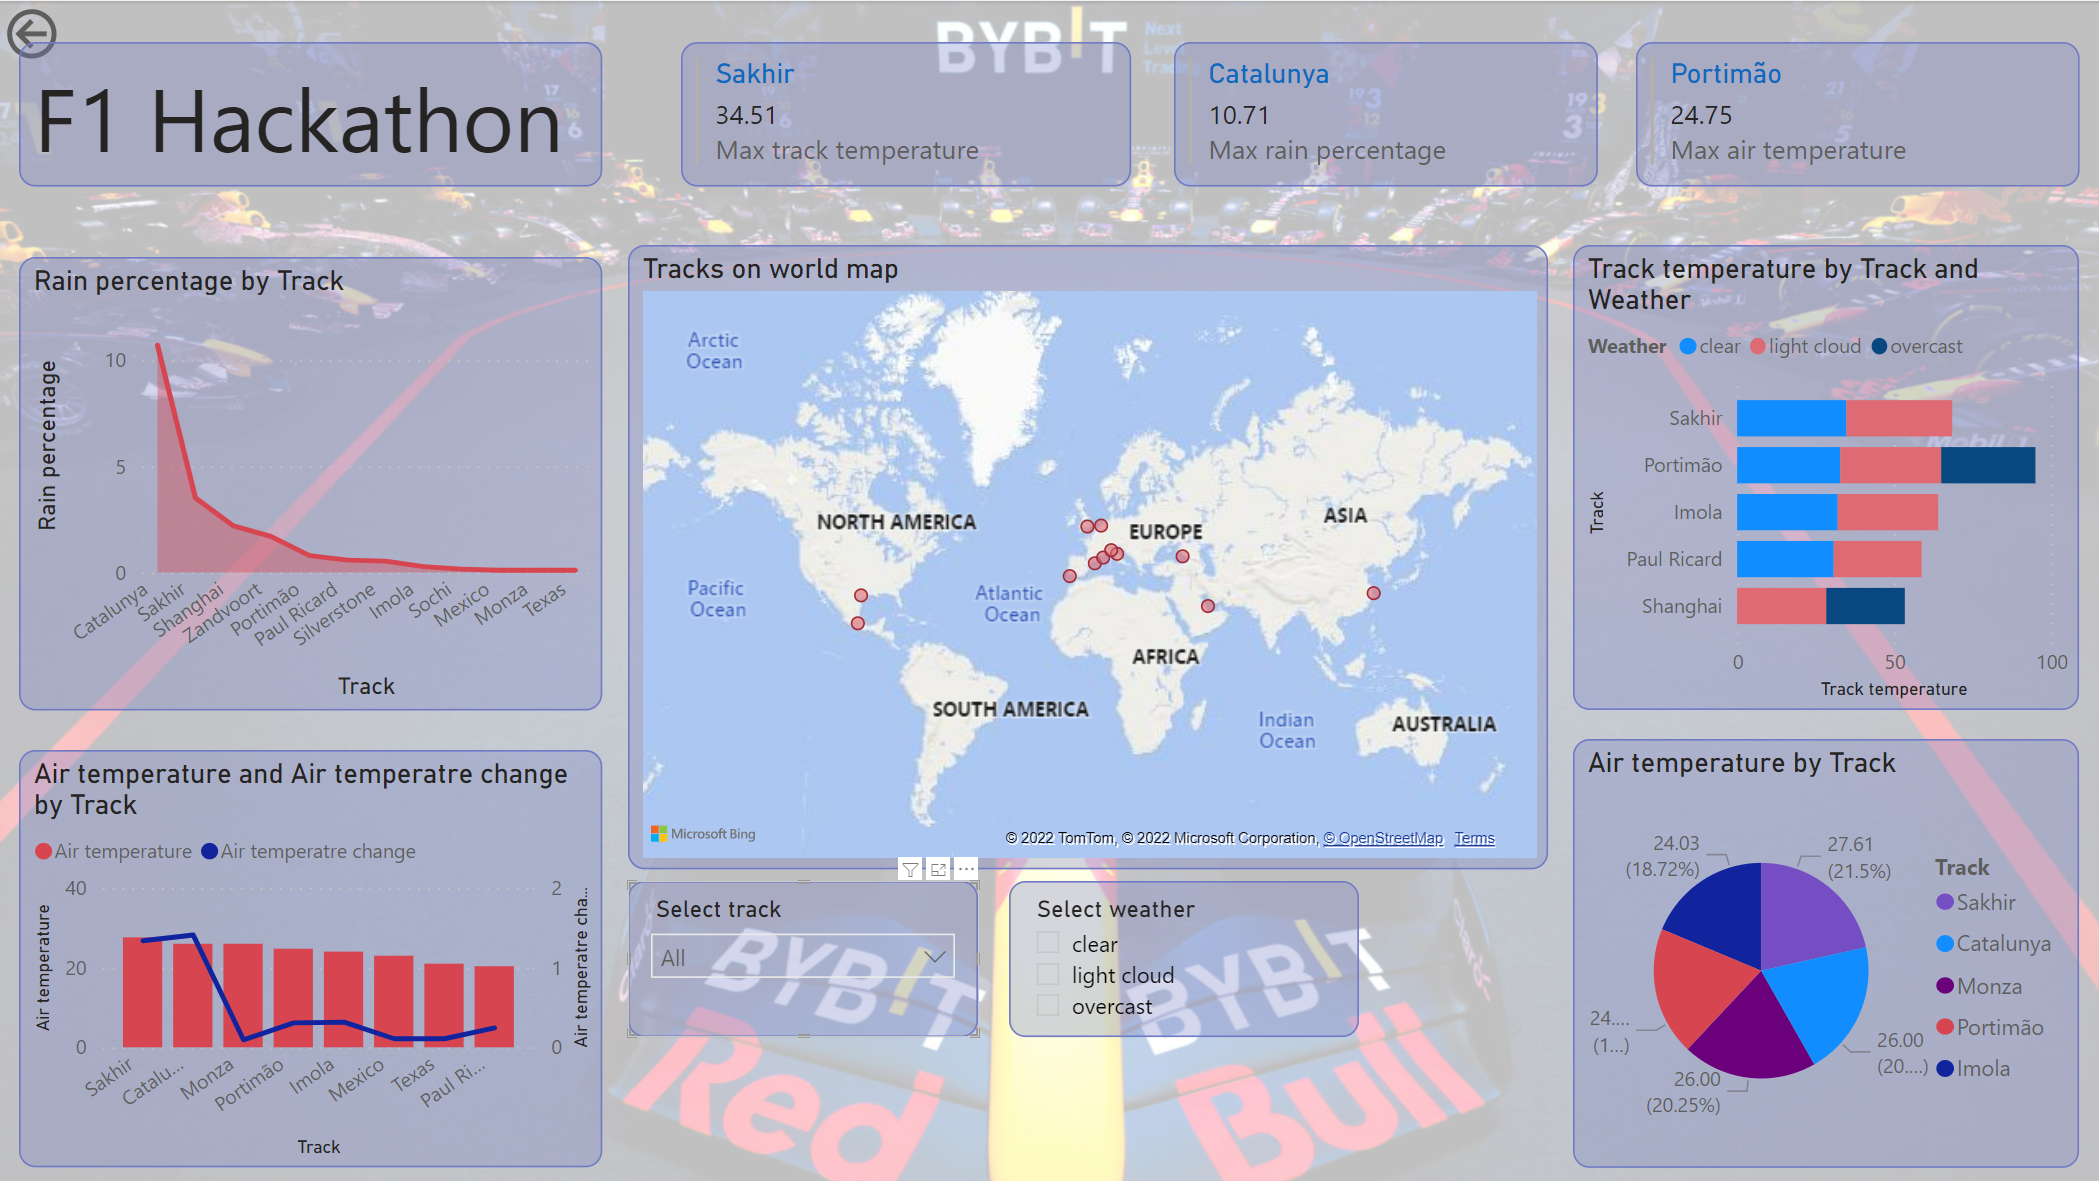 BYBIT
Next
Level
Trading
F1 Hackathon
Sakhir
34.51
Max track temperature
Catalunya
10.71
Max rain percentage
Portimão
24.75
Max air temperature
Rain percentage by Track
Rain percentage
10
5
0
Catalunya
Sakhir
Shanghai
Zandvoort
Portimão
Paul Ricard
Silverstone
Imola
Sochi
Mexico
Monza
Texas
Track
Tracks on world map
Arctic
Ocean
NORTH AMERICA
EUROPE
ASIA
Pacific
Ocean
Atlantic
Ocean
AFRICA
SOUTH AMERICA
Indian
Ocean
AUSTRALIA
Microsoft Bing
© 2022 TomTom, © 2022 Microsoft Corporation, © OpenStreetMap Terms
Track temperature by Track and
Weather
Weather clear light cloud overcast
Track
Sakhir
Portimão
Imola
Paul Ricard
Shanghai
0 50 100
Track temperature
Air temperature and Air temperatre change
by Track
Air temperature Air temperatre change
Air temperature
40
20
0
2
1
0
Air temperatre cha...
Sakhir
Catalu...
Monza
Portimão
Imola
Mexico
Texas
Paul Ri...
Track
Select track
All
Select weather
clear
light cloud
overcast
BYBIT
BYBIT
Red Bull
Air temperature by Track
24.03
(18.72%)
27.61
(21.5%)
24....
(1...)
26.00
(20....)
26.00
(20.25%)
Track
Sakhir
Catalunya
Monza
Portimão
Imola